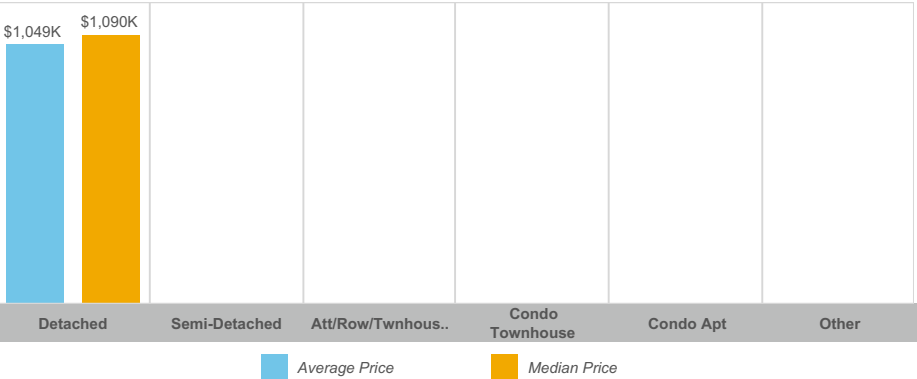 $1,049K
$1,090K
Detached
Semi-Detached
Att/Row/Twnhous..
Condo
Townhouse
Condo Apt
Other
Average Price
Median Price